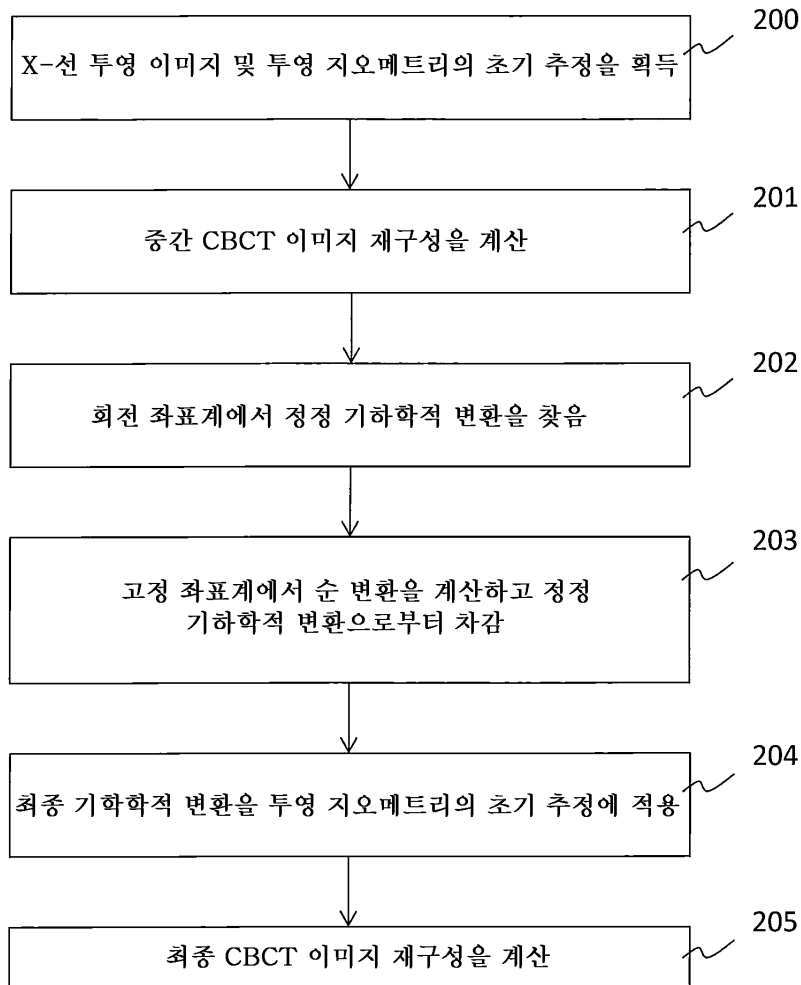 200
X-선 투영 이미지 및 투영 지오메트리의 초기 추정을 획득
201
중간 CBCT 이미지 재구성을 계산
202
회전 좌표계에서 정정 기하학적 변환을 찾음
203
고정 좌표계에서 순 변환을 계산하고 정정
기하학적 변환으로부터 차감
204
최종 기학학적 변환을 투영 지오메트리의 초기 추정에 적용
205
최종 CBCT 이미지 재구성을 계산